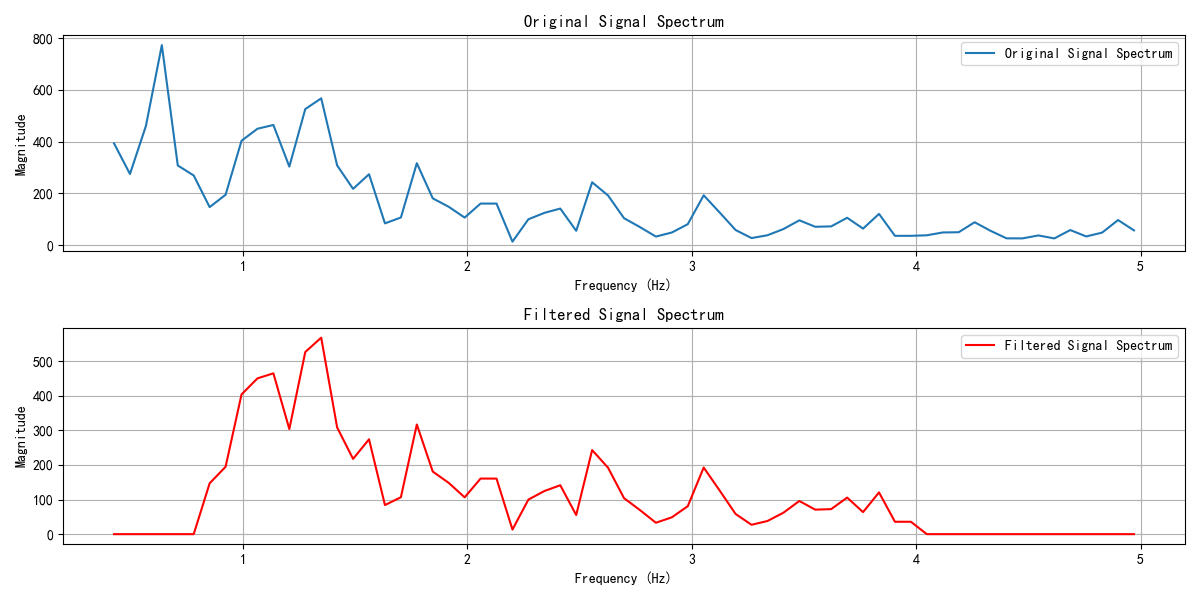 Original Signal Spectrum
800
600
400
200
0
Magnitude
Original Signal Spectrum
1 2 3 4 5
Frequency (Hz)
Filtered Signal Spectrum
500
400
300
200
100
0
Magnitude
Filtered Signal Spectrum
1 2 3 4 5
Frequency (Hz)